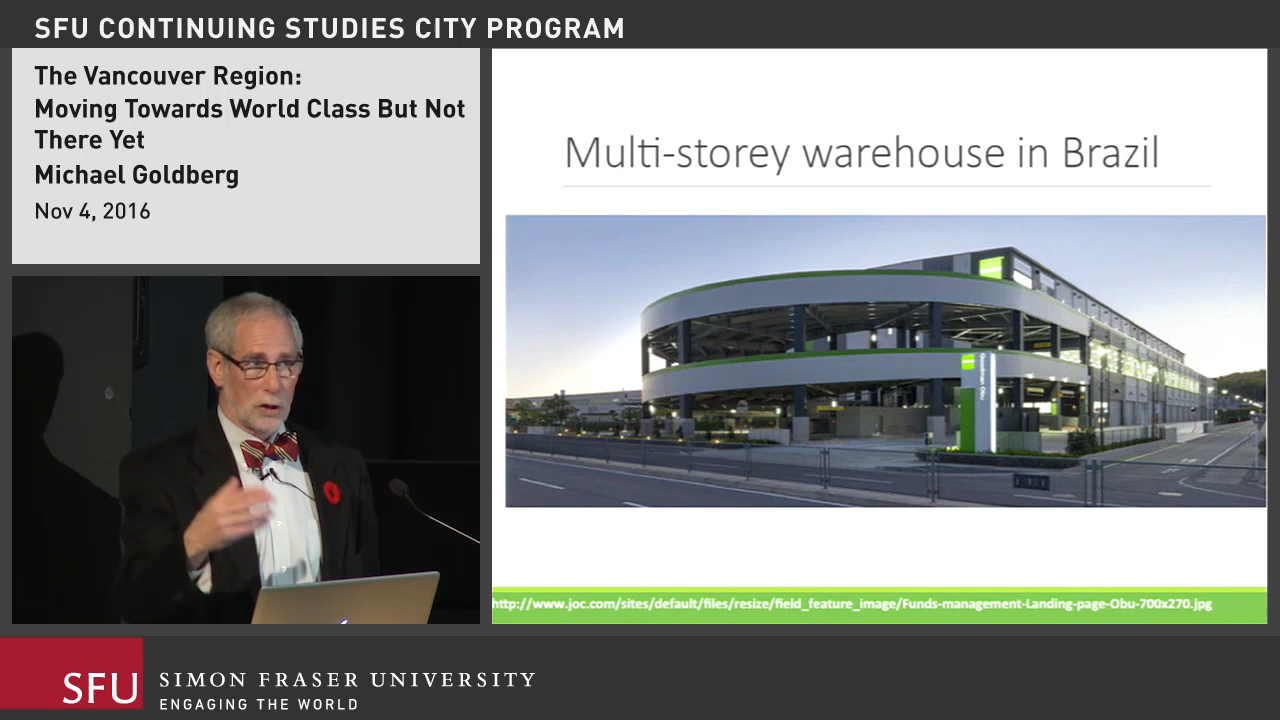 SFU CONTINUING STUDIES CITY PROGRAM
The Vancouver Region:
Moving Towards World Class But Not
There Yet
Michael Goldberg
Nov 4, 2016
Multi-storey warehouse in Brazil
Goodman Obu
http://www.joc.com/sites/default/files/resize/field_feature_image/Funds-management-Landing-page-Obu-700x270.jpg
SFU
SIMON FRASER UNIVERSITY
ENGAGING THE WORLD